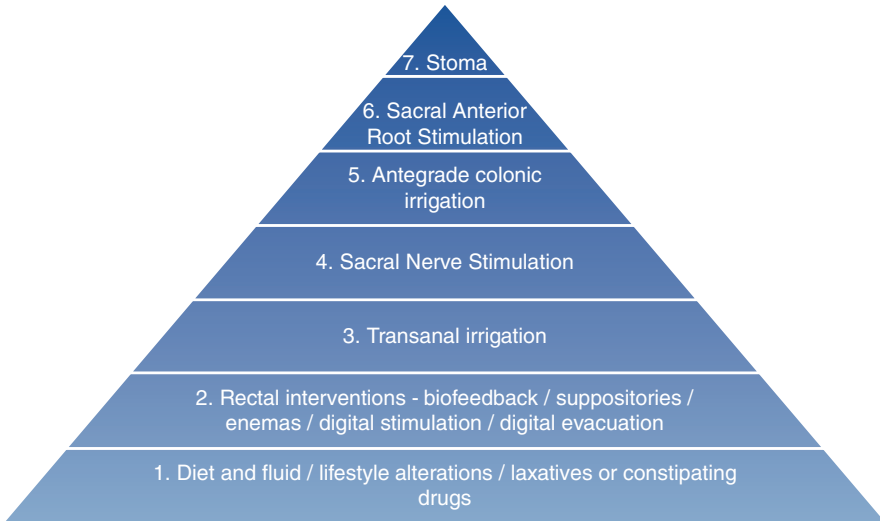 7. Stoma
6. Sacral Anterior
Root Stimulation
5. Antegrade colonic
irrigation
4. Sacral Nerve Stimulation
3. Transanal irrigation
2. Rectal interventions - biofeedback / suppositories /
enemas / digital stimulation / digital evacuation
1. Diet and fluid / lifestyle alterations / laxatives or constipating
drugs